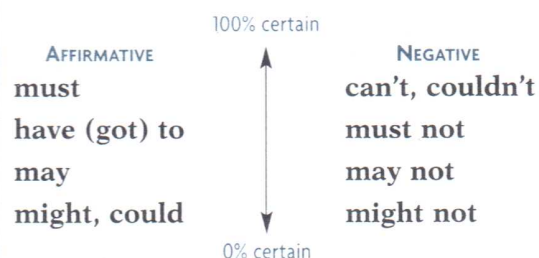 100% certain
AFFIRMATIVE
NEGATIVE
must
can't, couldn't
have (got) to
must not
may
may not
might, could
might not
0% certain